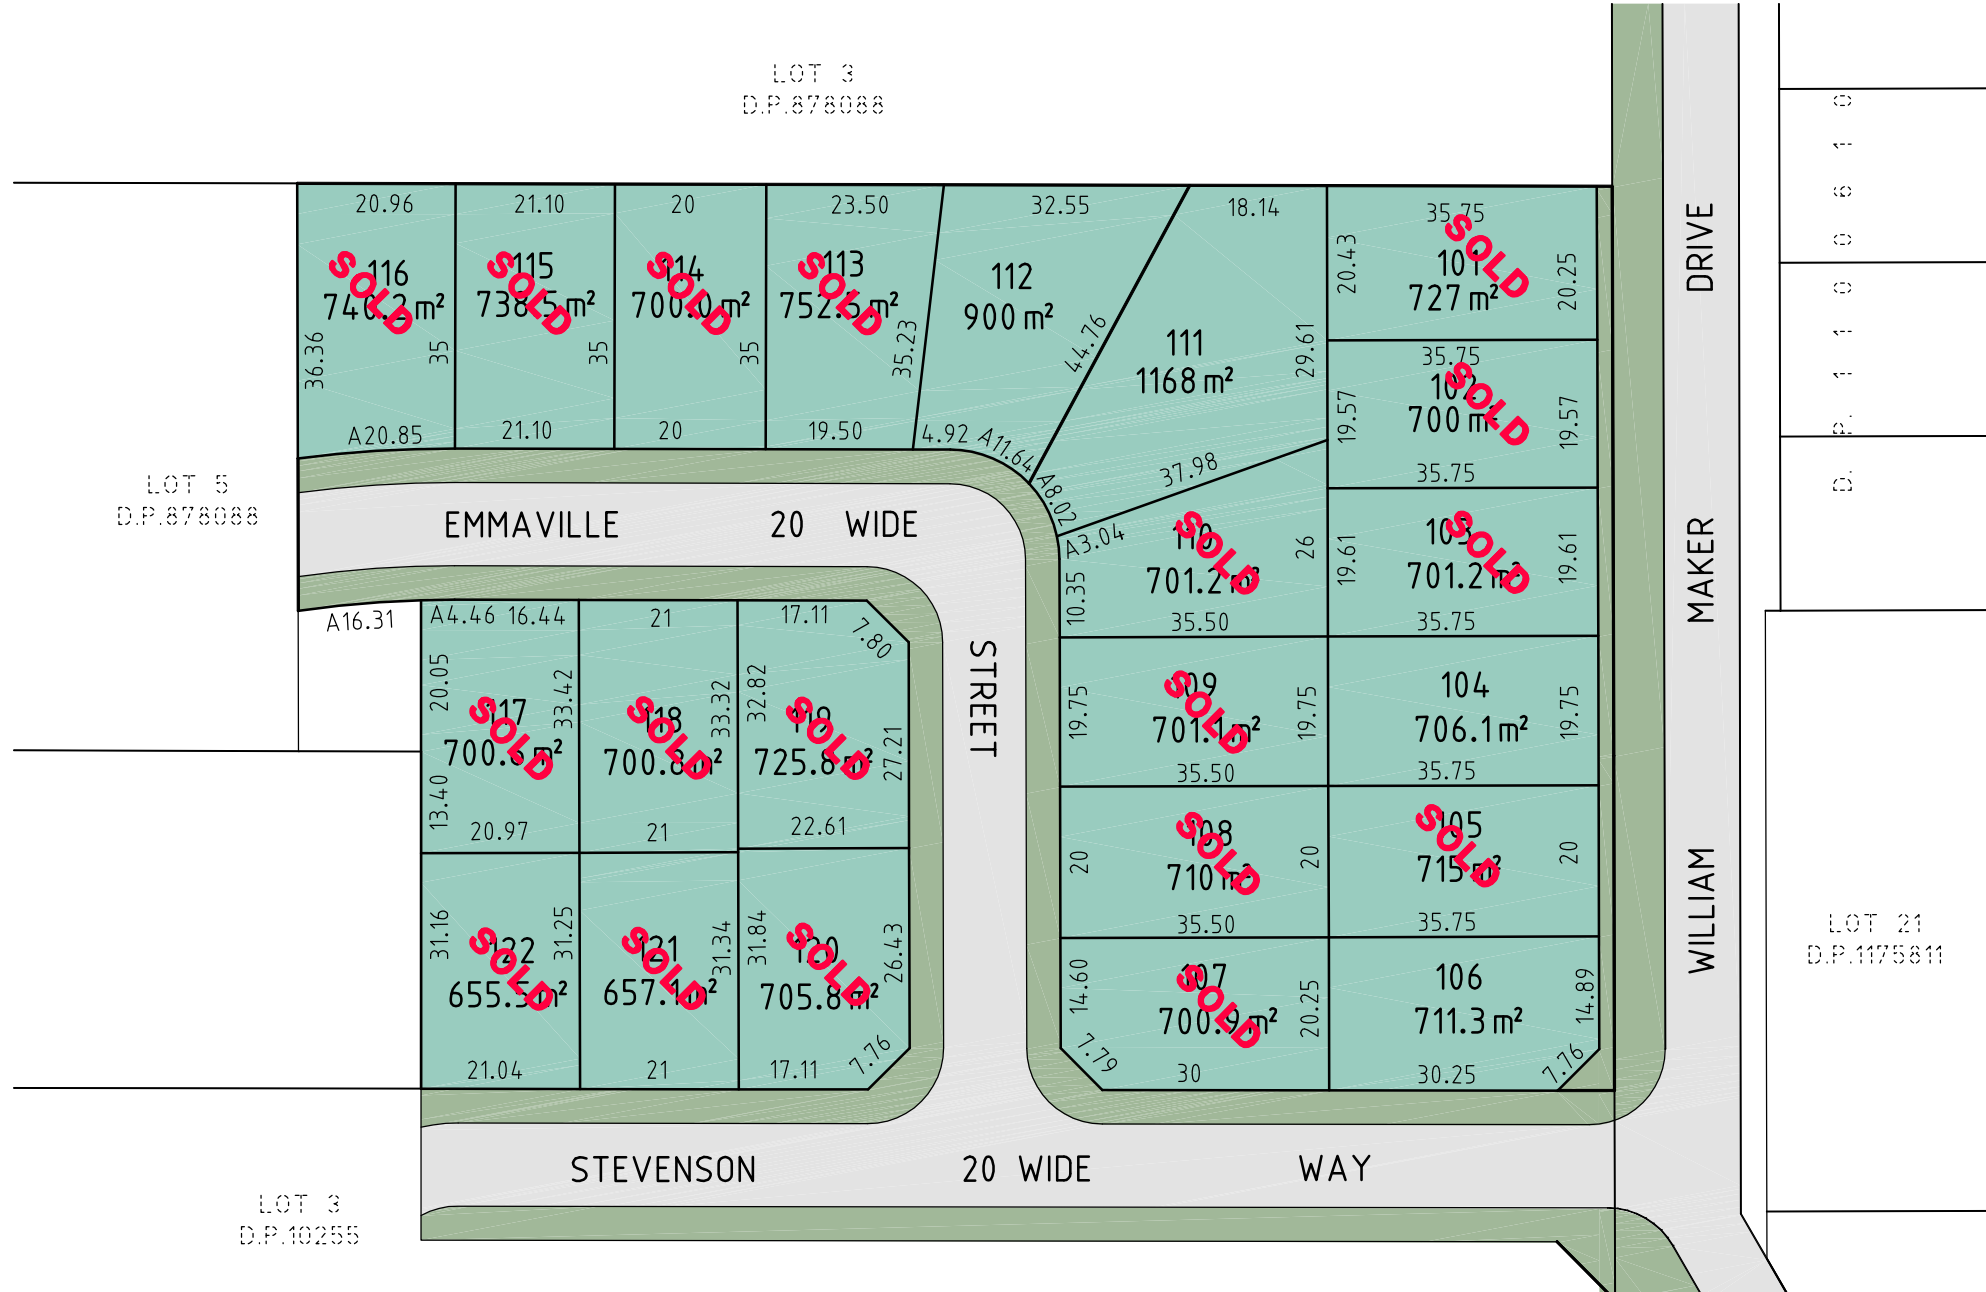 LOT 3
D.P.878088
20.96
21.10
20
23.50
32.55
18.14
35.75
116
740.2 m²
SOLD
36.36
35
A20.85
115
738.5 m²
SOLD
35
21.10
114
700.0 m²
SOLD
35
20
113
752.5 m²
SOLD
35.23
19.50
112
900 m²
44.76
4.92
A11.64
111
1168 m²
29.61
A8.02
37.98
20.43
101
727 m²
SOLD
20.25
35.75
19.57
102
700 m²
SOLD
19.57
35.75
19.61
103
701.2 m²
SOLD
19.61
35.75
A3.04
110
701.2 m²
SOLD
26
10.35
35.50
LOT 5
D.P.878088
EMMAVILLE 20 WIDE
STREET
A16.31
A4.46 16.44
20.05
117
700.6 m²
SOLD
33.42
13.40
20.97
21
118
700.8 m²
SOLD
33.32
21
17.11
7.80
32.82
119
725.8 m²
SOLD
27.21
22.61
19.75
109
701.1 m²
SOLD
19.75
35.50
104
706.1 m²
19.75
35.75
20
108
710 m²
SOLD
20
35.50
105
715 m²
SOLD
20
35.75
31.16
122
655.5 m²
SOLD
31.25
21.04
121
657.1 m²
SOLD
31.34
21
31.84
120
705.8 m²
SOLD
26.43
17.11
7.76
14.60
107
700.9 m²
SOLD
20.25
7.79
30
106
711.3 m²
14.89
30.25
7.76
STEVENSON 20 WIDE WAY
WILLIAM MAKER DRIVE
LOT 21
D.P.1175811
LOT 3
D.P.10255